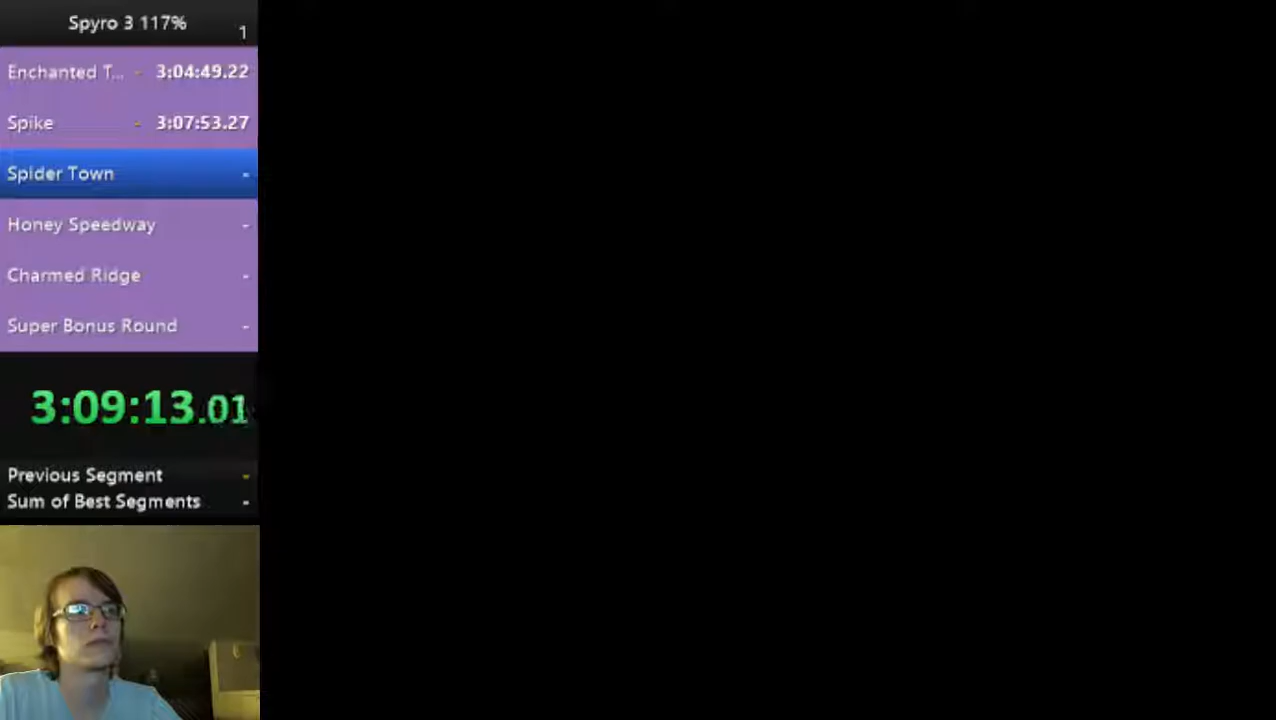 Spyro 3 117%
1
Enchanted T... - 3:04:49.22
Spike - 3:07:53.27
Spider Town -
Honey Speedway -
Charmed Ridge -
Super Bonus Round -
3:09:13.01
Previous Segment -
Sum of Best Segments -